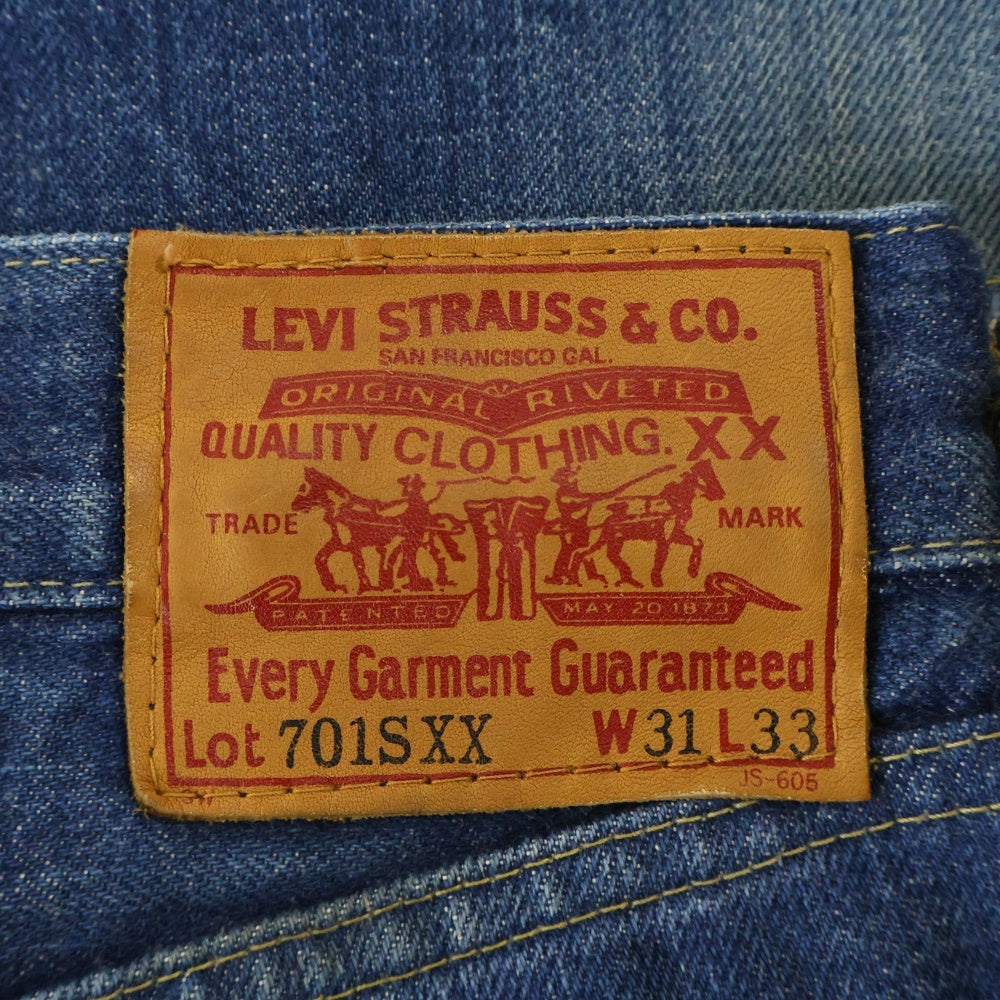 LEVI STRAUSS & CO.
SAN FRANCISCO CAL.
ORIGINAL RIVETED
QUALITY CLOTHING. XX
TRADE MARK
PATENTED MAY 20 1873
Every Garment Guaranteed
Lot 701SXX W31 L33
JS-605